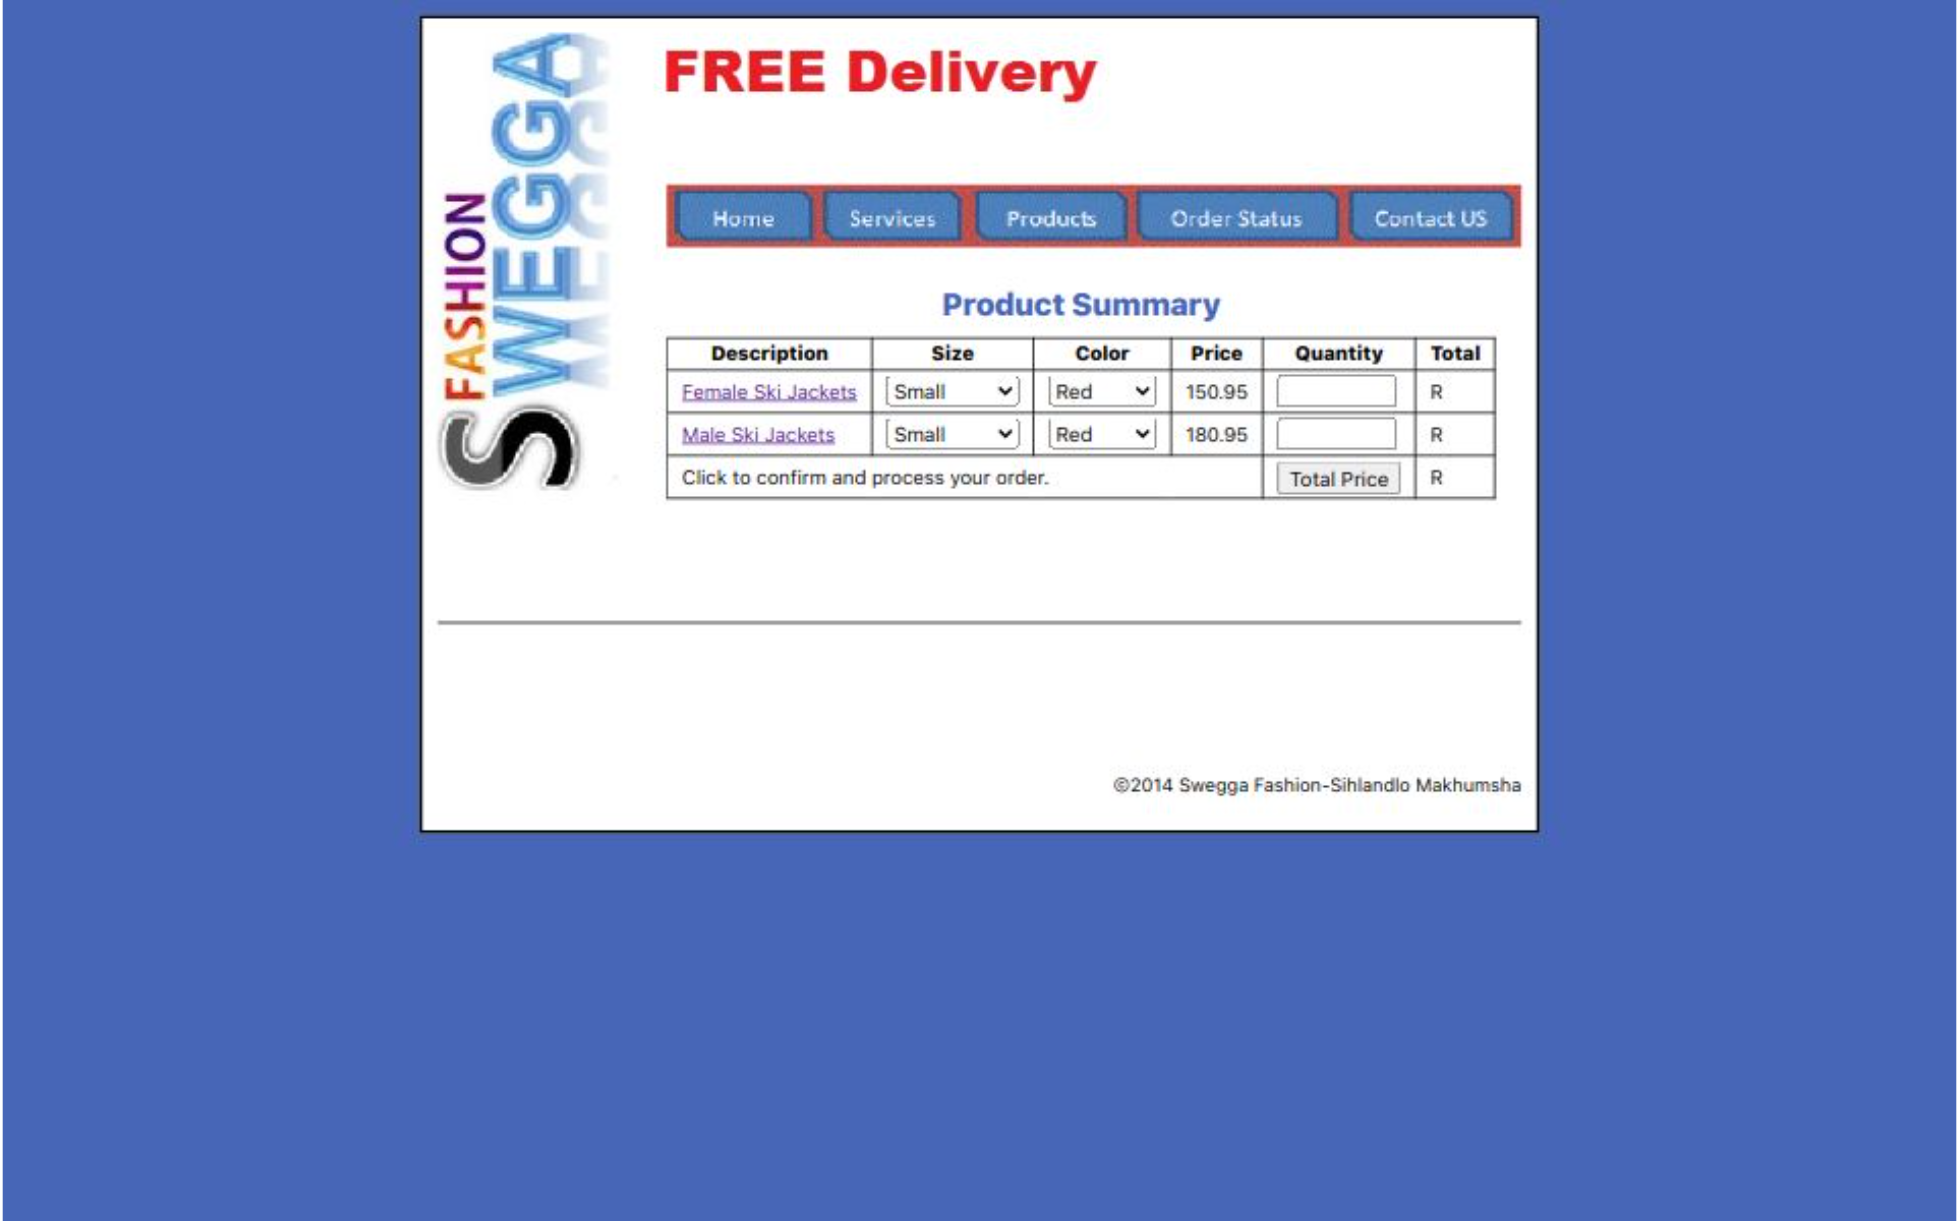 FASHION
SWEGGA
FREE Delivery
Home Services Products Order Status Contact US
Product Summary
Description Size Color Price Quantity Total
Female Ski Jackets Small Red 150.95 R
Male Ski Jackets Small Red 180.95 R
Click to confirm and process your order. Total Price R
©2014 Swegga Fashion-Sihlandlo Makhumsha